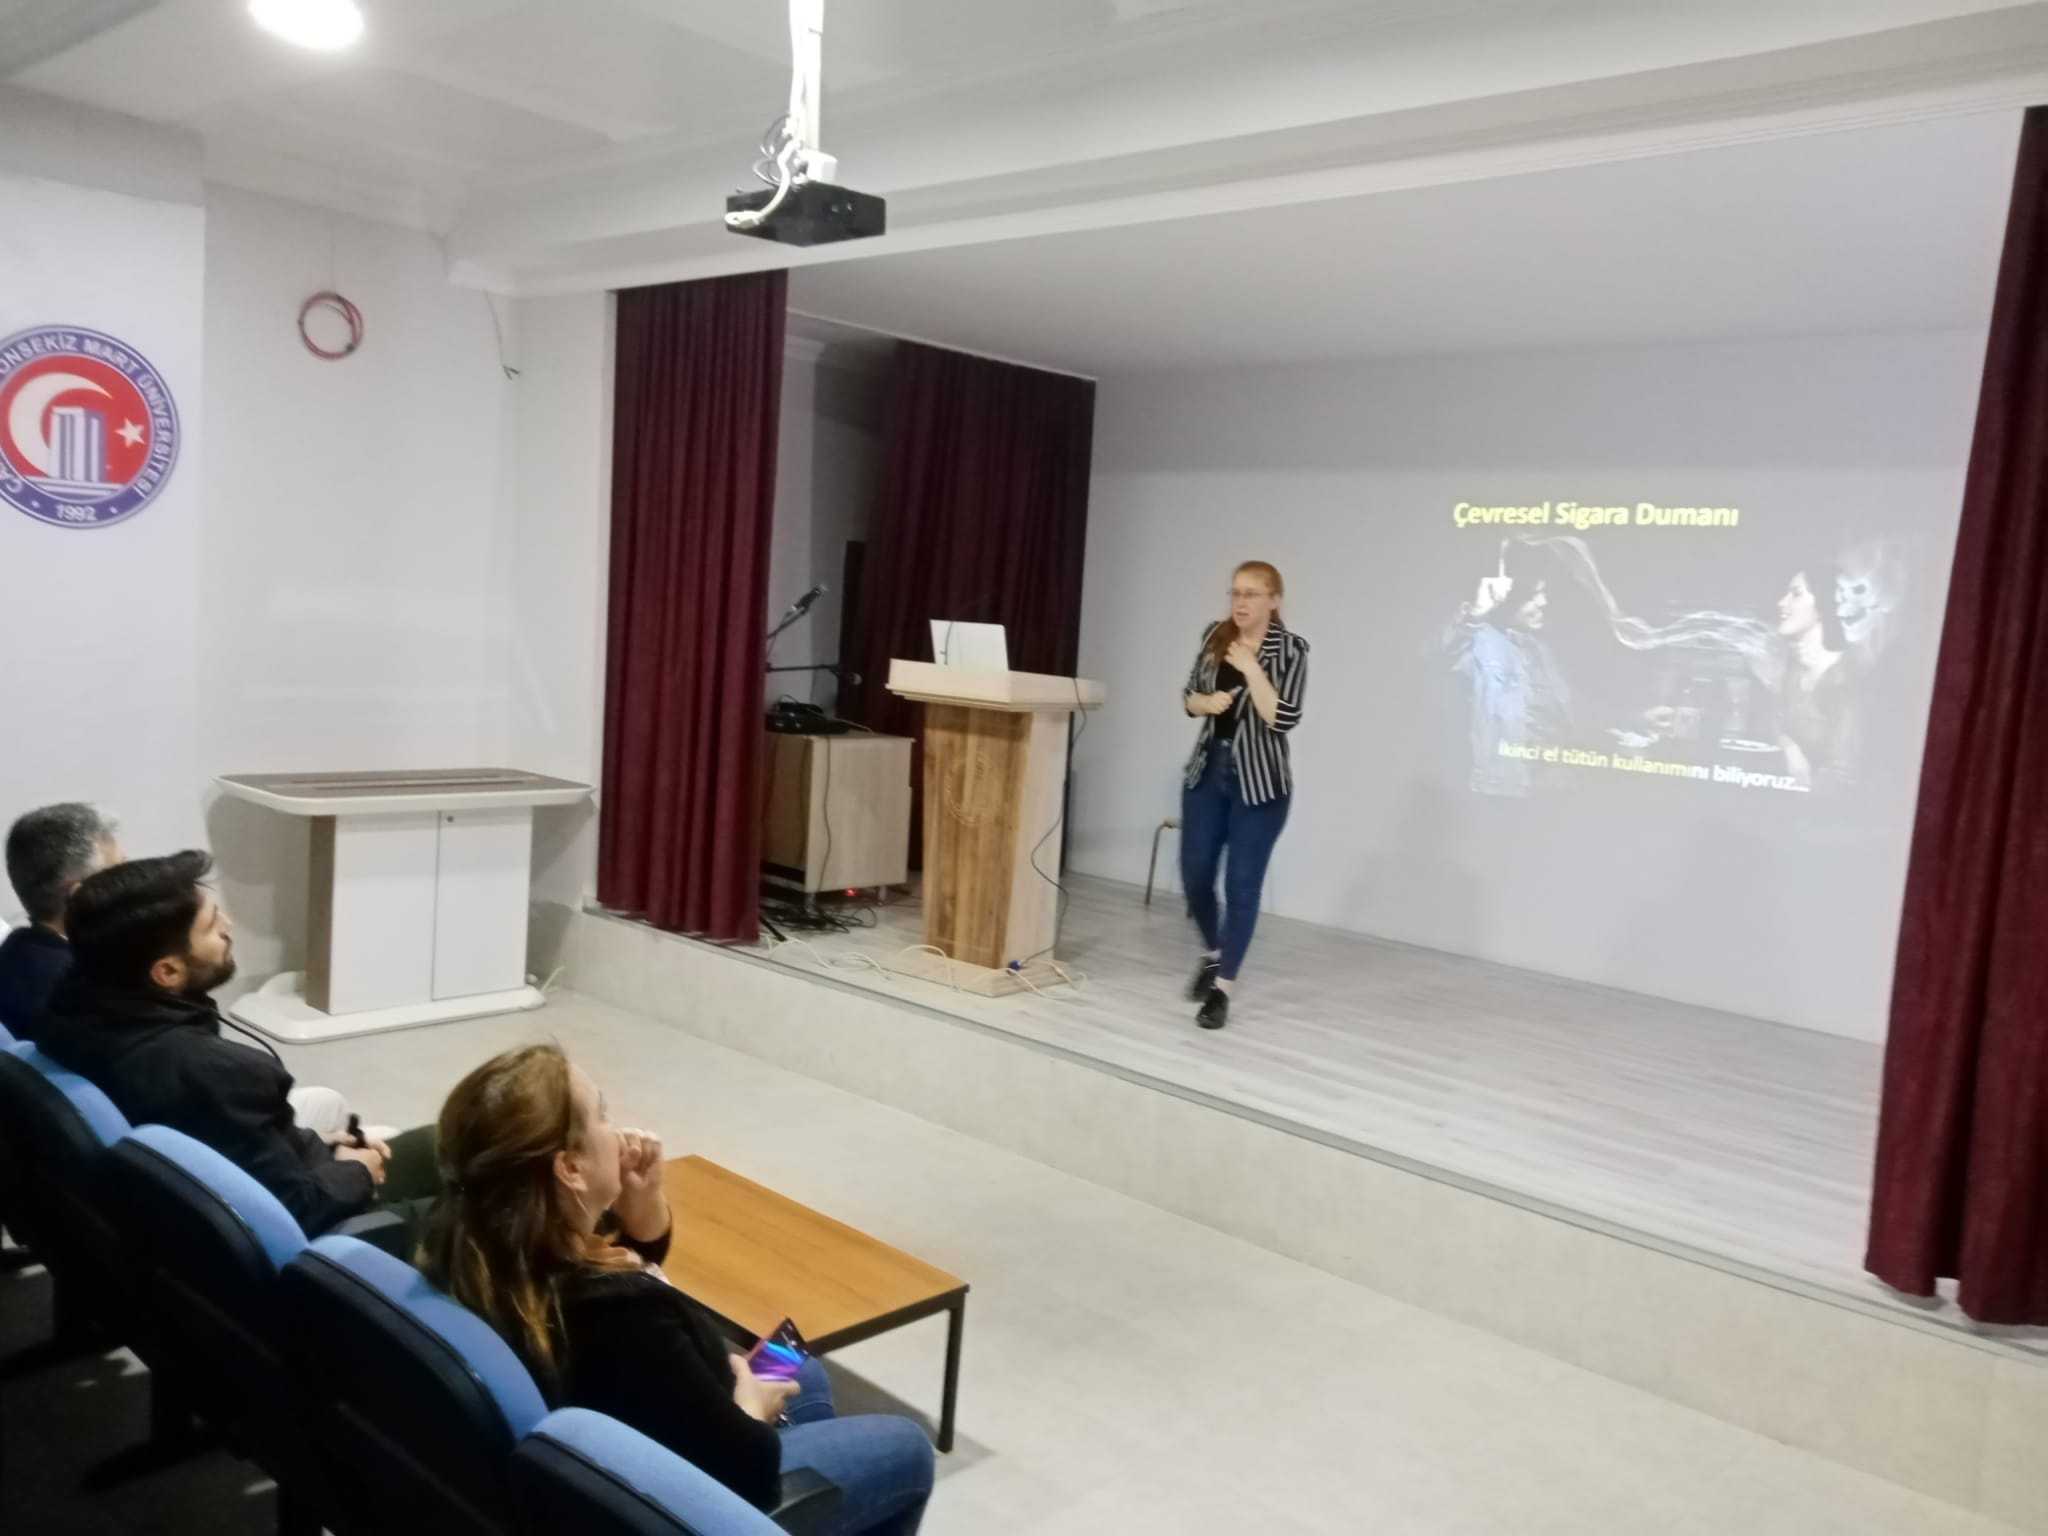 ONSEKİZ MART ÜNİVERSİTESİ
1992
Çevresel Sigara Dumanı
İkinci el tütün kullanımını biliyoruz...